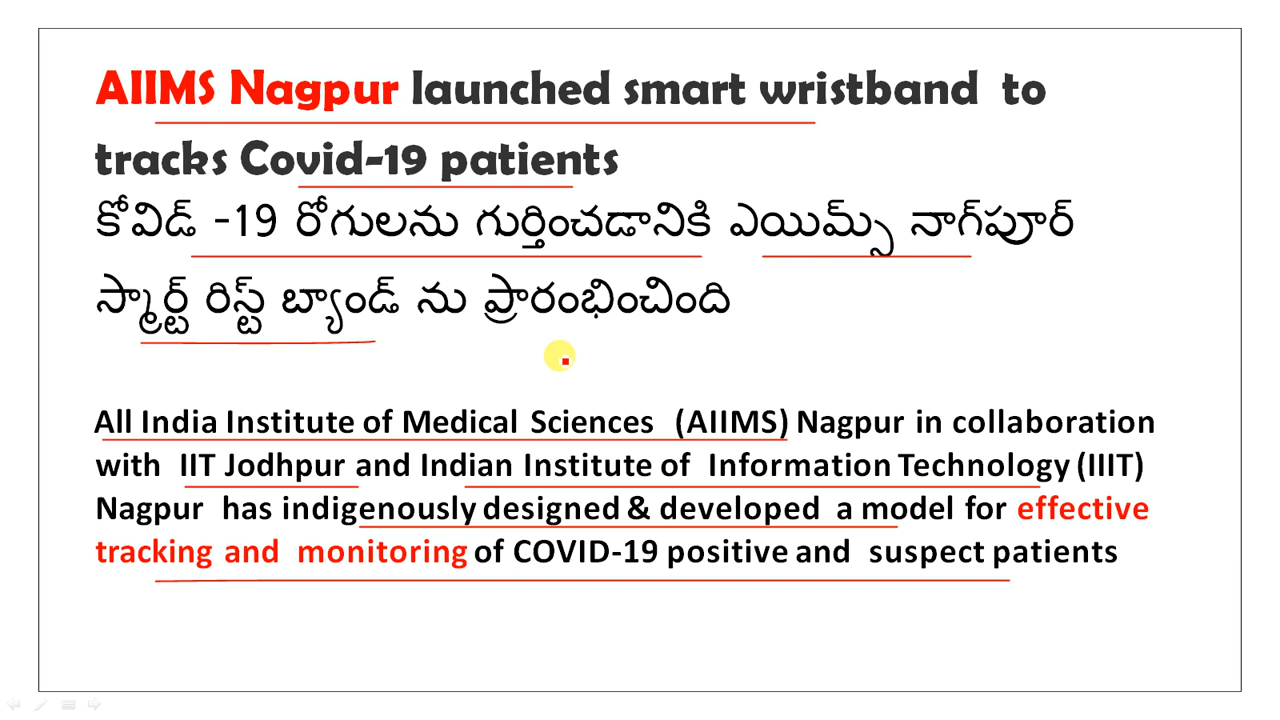 AIIMS Nagpur launched smart wristband to
tracks Covid-19 patients
కోవిడ్ -19 రోగులను గుర్తించడానికి ఎయిమ్స్ నాగ్‌పూర్
స్మార్ట్ రిస్ట్ బ్యాండ్ ను ప్రారంభించింది
All India Institute of Medical Sciences (AIIMS) Nagpur in collaboration
with IIT Jodhpur and Indian Institute of Information Technology (IIIT)
Nagpur has indigenously designed & developed a model for effective
tracking and monitoring of COVID-19 positive and suspect patients